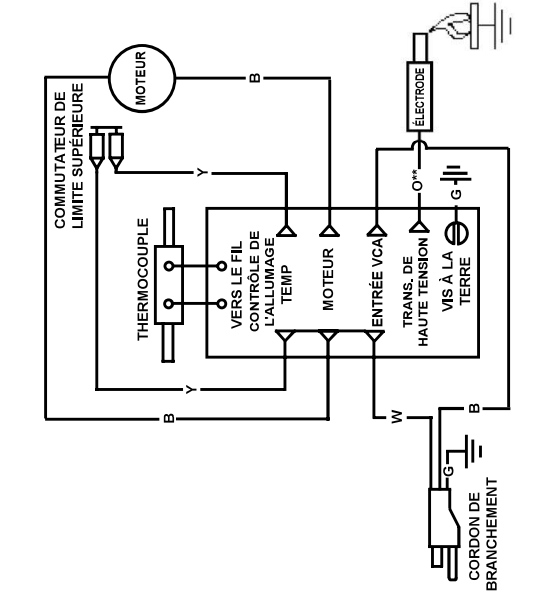 COMMUTATEUR DE
LIMITE SUPÉRIEURE
MOTEUR
B
Y
THERMOCOUPLE
VERS LE FIL
CONTRÔLE DE
L'ALLUMAGE
TEMP
MOTEUR
ENTRÉE VCA
TRANS. DE
HAUTE TENSION
VIS À LA
TERRE
ÉLECTRODE
O**
G
Y
B
W
B
G
CORDON DE
BRANCHEMENT